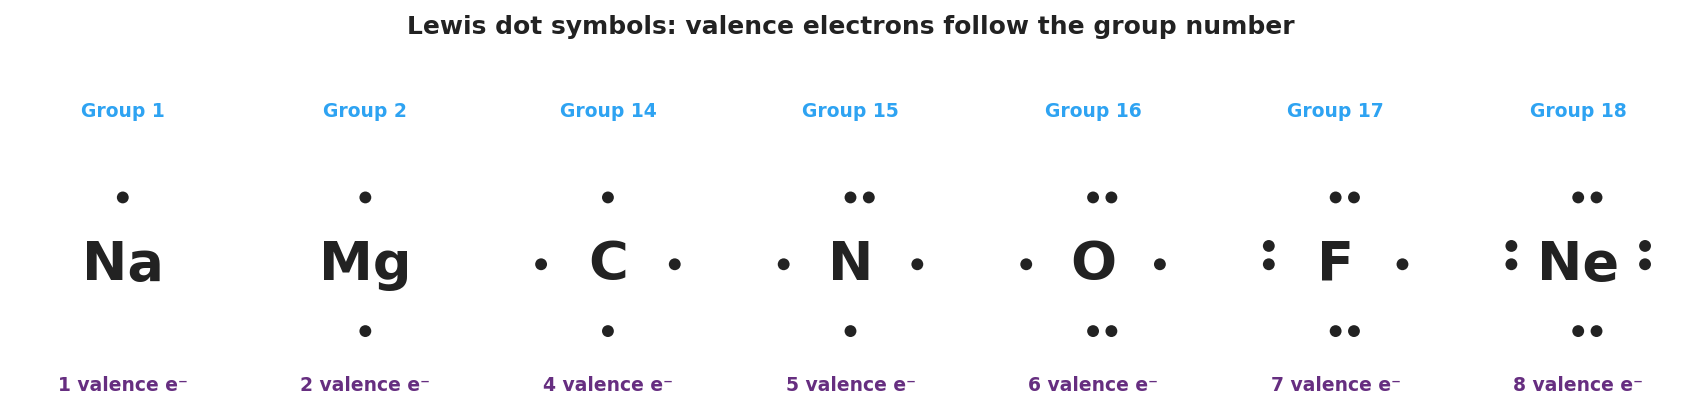 Lewis dot symbols: valence electrons follow the group number
Group 1 Group 2 Group 14 Group 15 Group 16 Group 17 Group 18
Na Mg C N O F Ne
1 valence e⁻ 2 valence e⁻ 4 valence e⁻ 5 valence e⁻ 6 valence e⁻ 7 valence e⁻ 8 valence e⁻